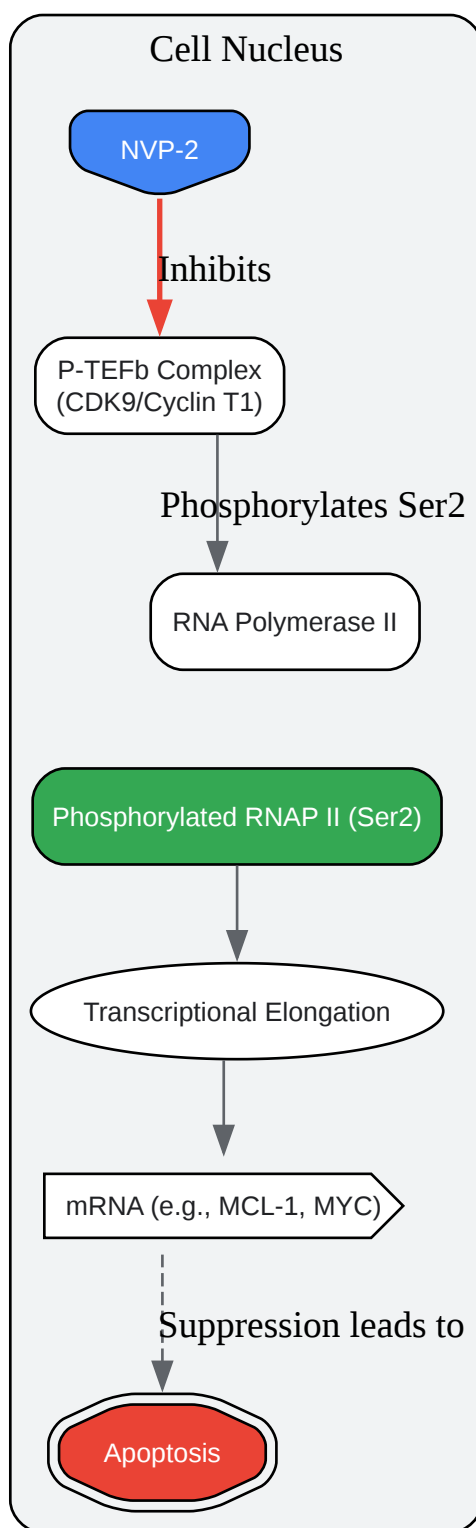 Cell Nucleus
NVP-2
Inhibits
P-TEFb Complex
(CDK9/Cyclin T1)
Phosphorylates Ser2
RNA Polymerase II
Phosphorylated RNAP II (Ser2)
Transcriptional Elongation
mRNA (e.g., MCL-1, MYC)
Suppression leads to
Apoptosis